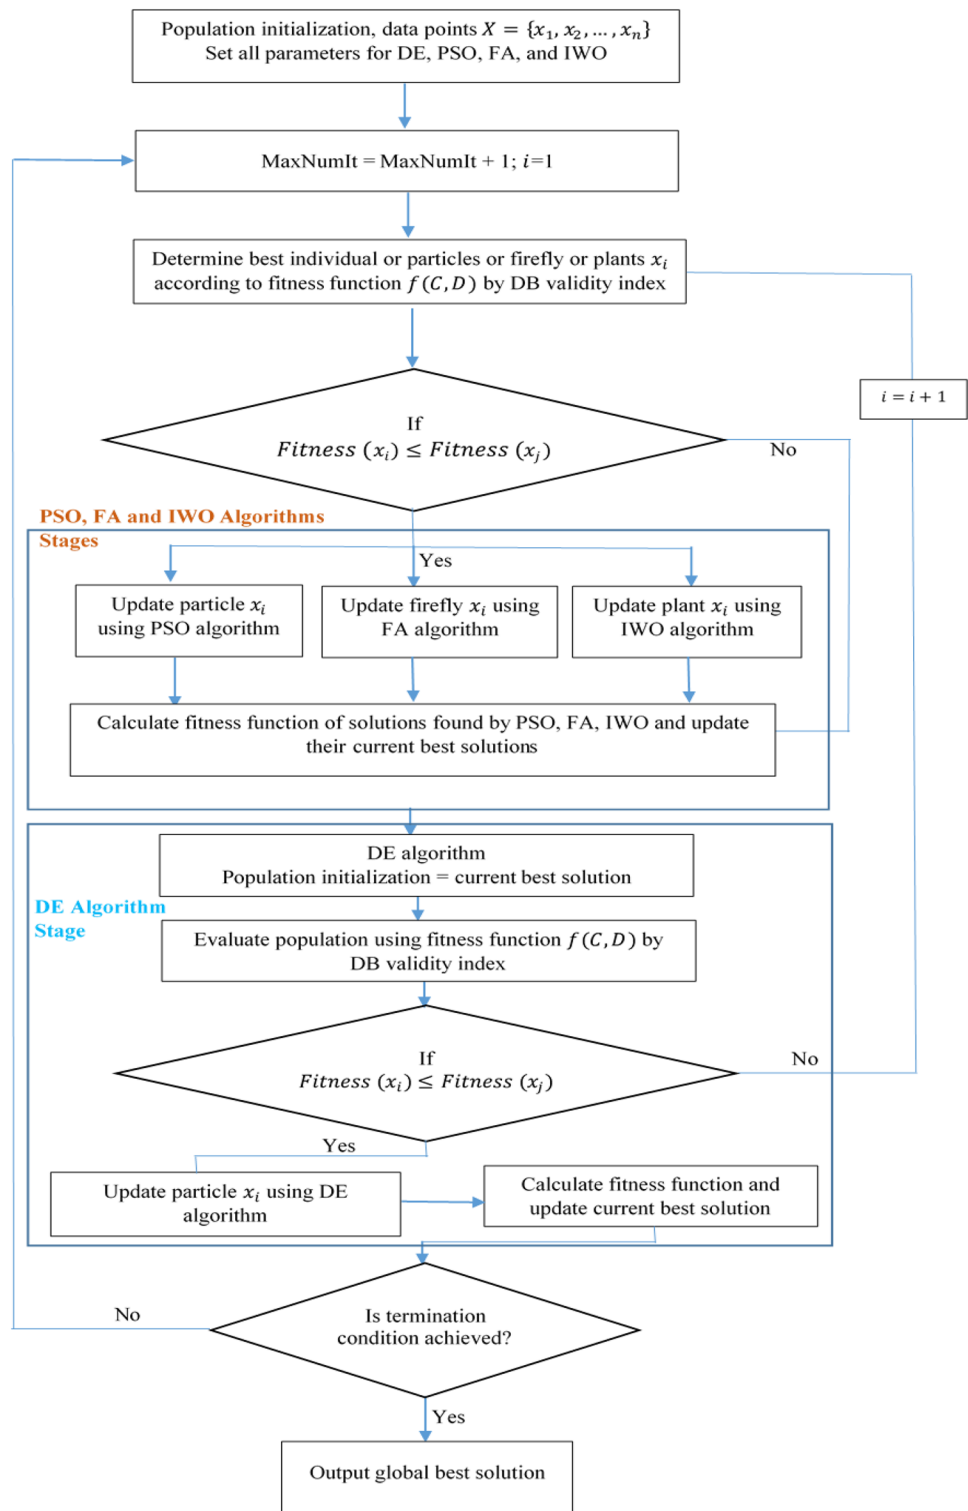 Population initialization, data points X = {x₁, x₂, … , xₙ}
Set all parameters for DE, PSO, FA, and IWO
MaxNumIt = MaxNumIt + 1; i=1
Determine best individual or particles or firefly or plants xᵢ
according to fitness function f(C, D) by DB validity index
i = i + 1
If
Fitness (xᵢ) ≤ Fitness (xⱼ)
No
PSO, FA and IWO Algorithms
Stages
Yes
Update particle xᵢ
using PSO algorithm
Update firefly xᵢ using
FA algorithm
Update plant xᵢ using
IWO algorithm
Calculate fitness function of solutions found by PSO, FA, IWO and update
their current best solutions
DE algorithm
Population initialization = current best solution
DE Algorithm
Stage
Evaluate population using fitness function f(C, D) by
DB validity index
If
Fitness (xᵢ) ≤ Fitness (xⱼ)
No
Yes
Update particle xᵢ using DE
algorithm
Calculate fitness function and
update current best solution
No
Is termination
condition achieved?
Yes
Output global best solution